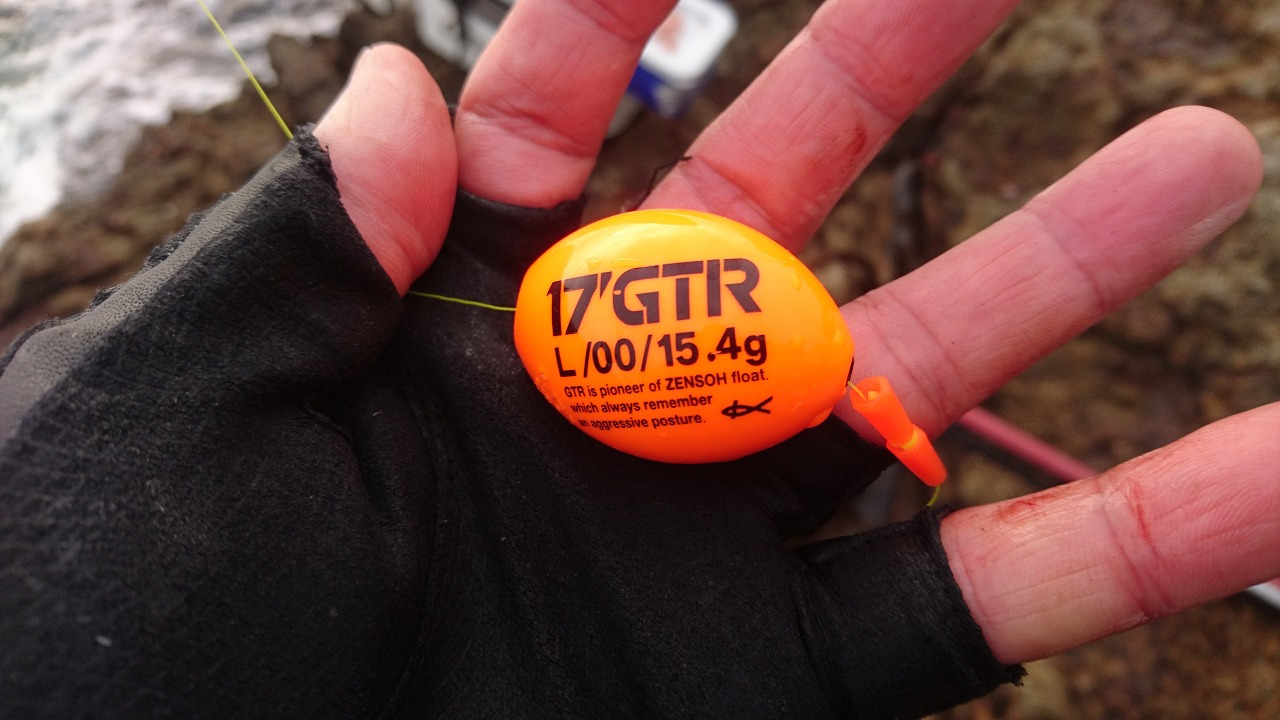 17'GTR
L/00/15.4g
GTR is pioneer of ZENSOH float.
which always remember
an aggressive posture.